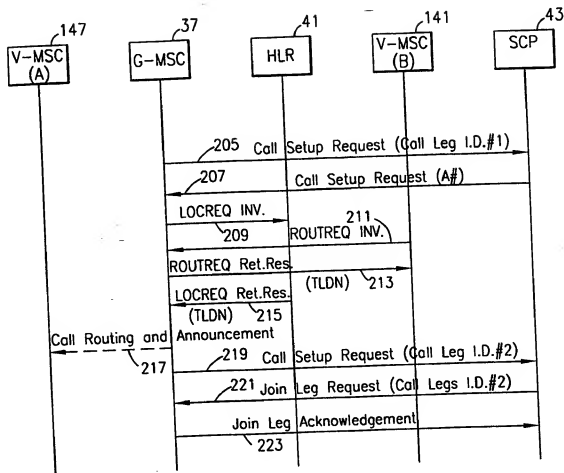 147
37
41
141
43
V-MSC
(A)
G-MSC
HLR
V-MSC
(B)
SCP
205 Call Setup Request (Call Leg I.D.#1)
207 Call Setup Request (A#)
LOCREQ INV.
209
211
ROUTREQ INV.
ROUTREQ Ret.Res.
(TLDN) 213
LOCREQ Ret.Res.
(TLDN) 215
Call Routing and Announcement
217
219 Call Setup Request (Call Leg I.D.#2)
221 Join Leg Request (Call Legs I.D.#2)
Join Leg Acknowledgement
223